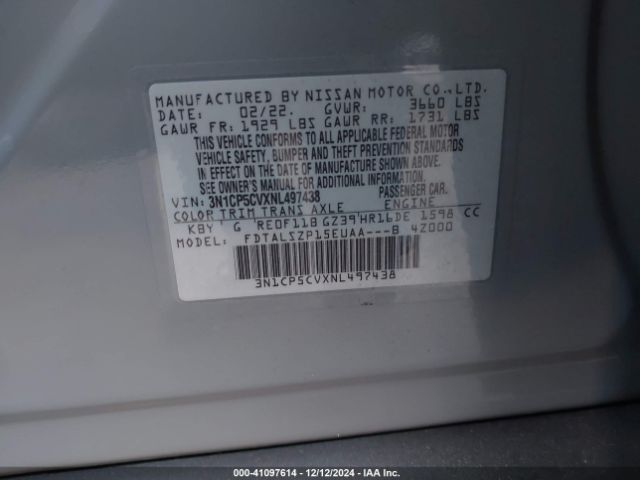 MANUFACTURED BY NISSAN MOTOR CO.,LTD.
DATE: 02/22. GVWR: 3660 LBS
GAWR FR: 1929 LBS GAWR RR: 1731 LBS
THIS VEHICLE CONFORMS TO ALL APPLICABLE FEDERAL MOTOR
VEHICLE SAFETY, BUMPER AND THEFT PREVENTION STANDARDS
IN EFFECT ON THE DATE OF MANUFACTURE SHOWN ABOVE.
SEE OWNER'S MANUAL FOR ADDITIONAL INFORMATION.
VIN: 3N1CP5CVXNL497438 PASSENGER CAR.
COLOR TRIM TRANS AXLE ENGINE
KBY G RE0F11B GZ39 HR16DE 1598 CC
MODEL: FDTALSZP15EUAA---B 4Z000
3N1CP5CVXNL497438
000-41097614 - 12/12/2024 - IAAI.com